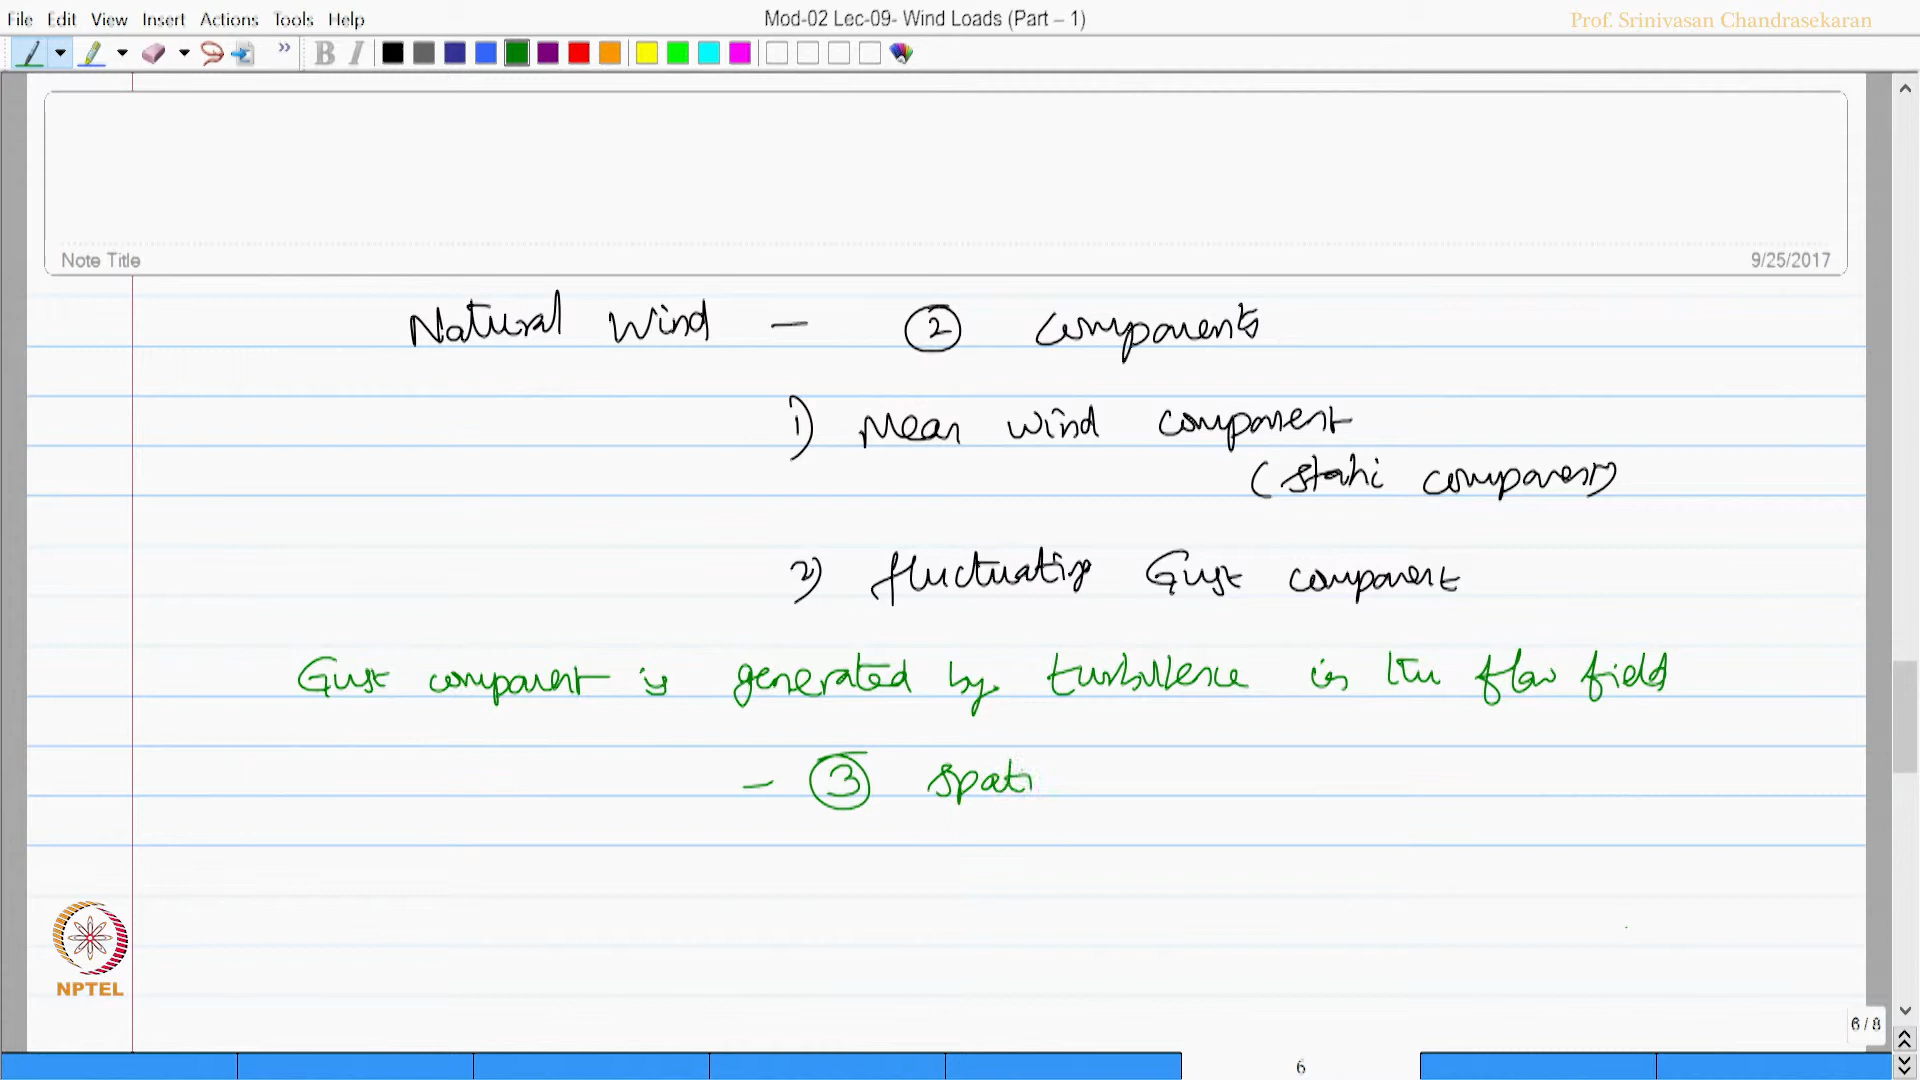 File Edit View Insert Actions Tools Help
Mod-02 Lec-09- Wind Loads (Part – 1)
Prof. Srinivasan Chandrasekaran
B I
Note Title
9/25/2017
Natural Wind – 2 components
1) Mean wind component
(static component)
2) fluctuating Gust component
Gust component is generated by turbulence in the flow field
– 3 spati
NPTEL
6 / 8
6